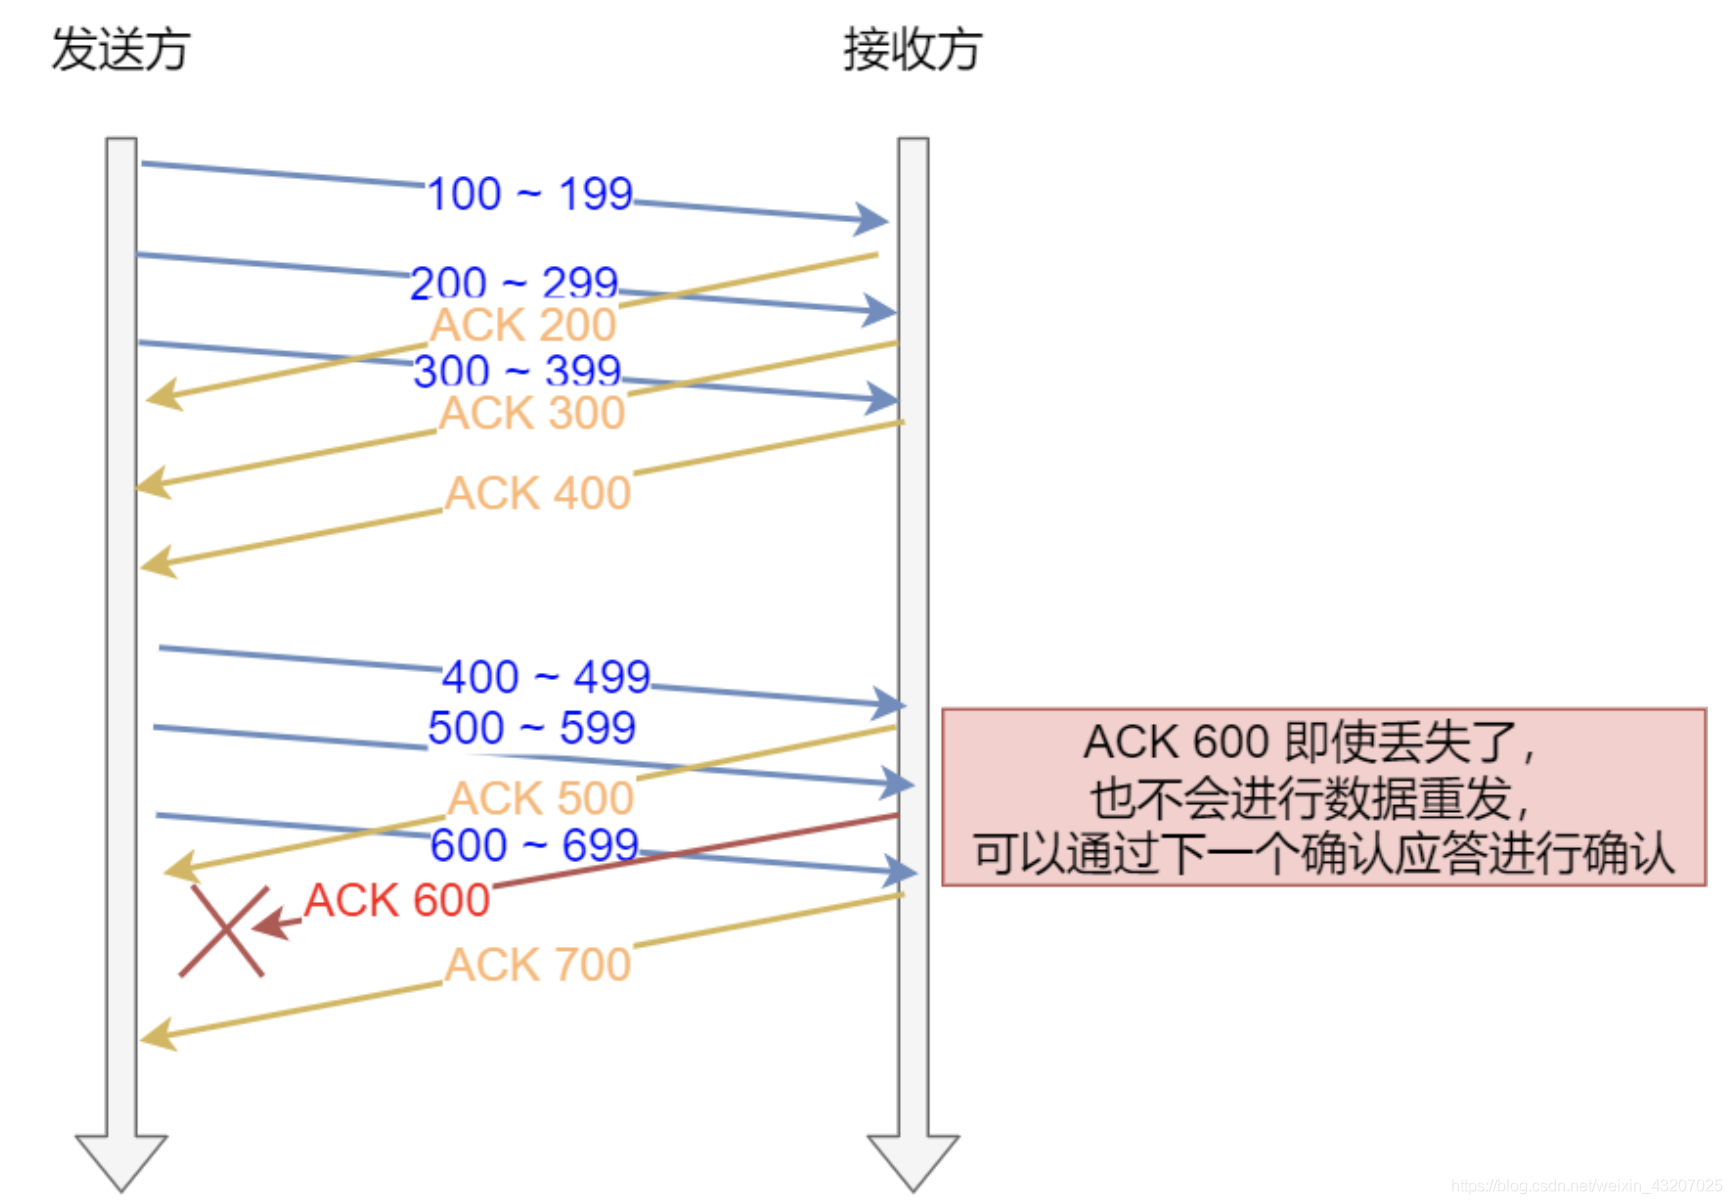 发送方
接收方
100 ~ 199
200 ~ 299
ACK 200
300 ~ 399
ACK 300
ACK 400
400 ~ 499
500 ~ 599
ACK 500
600 ~ 699
ACK 600
ACK 700
ACK 600 即使丢失了，
也不会进行数据重发，
可以通过下一个确认应答进行确认
https://blog.csdn.net/weixin_43207025